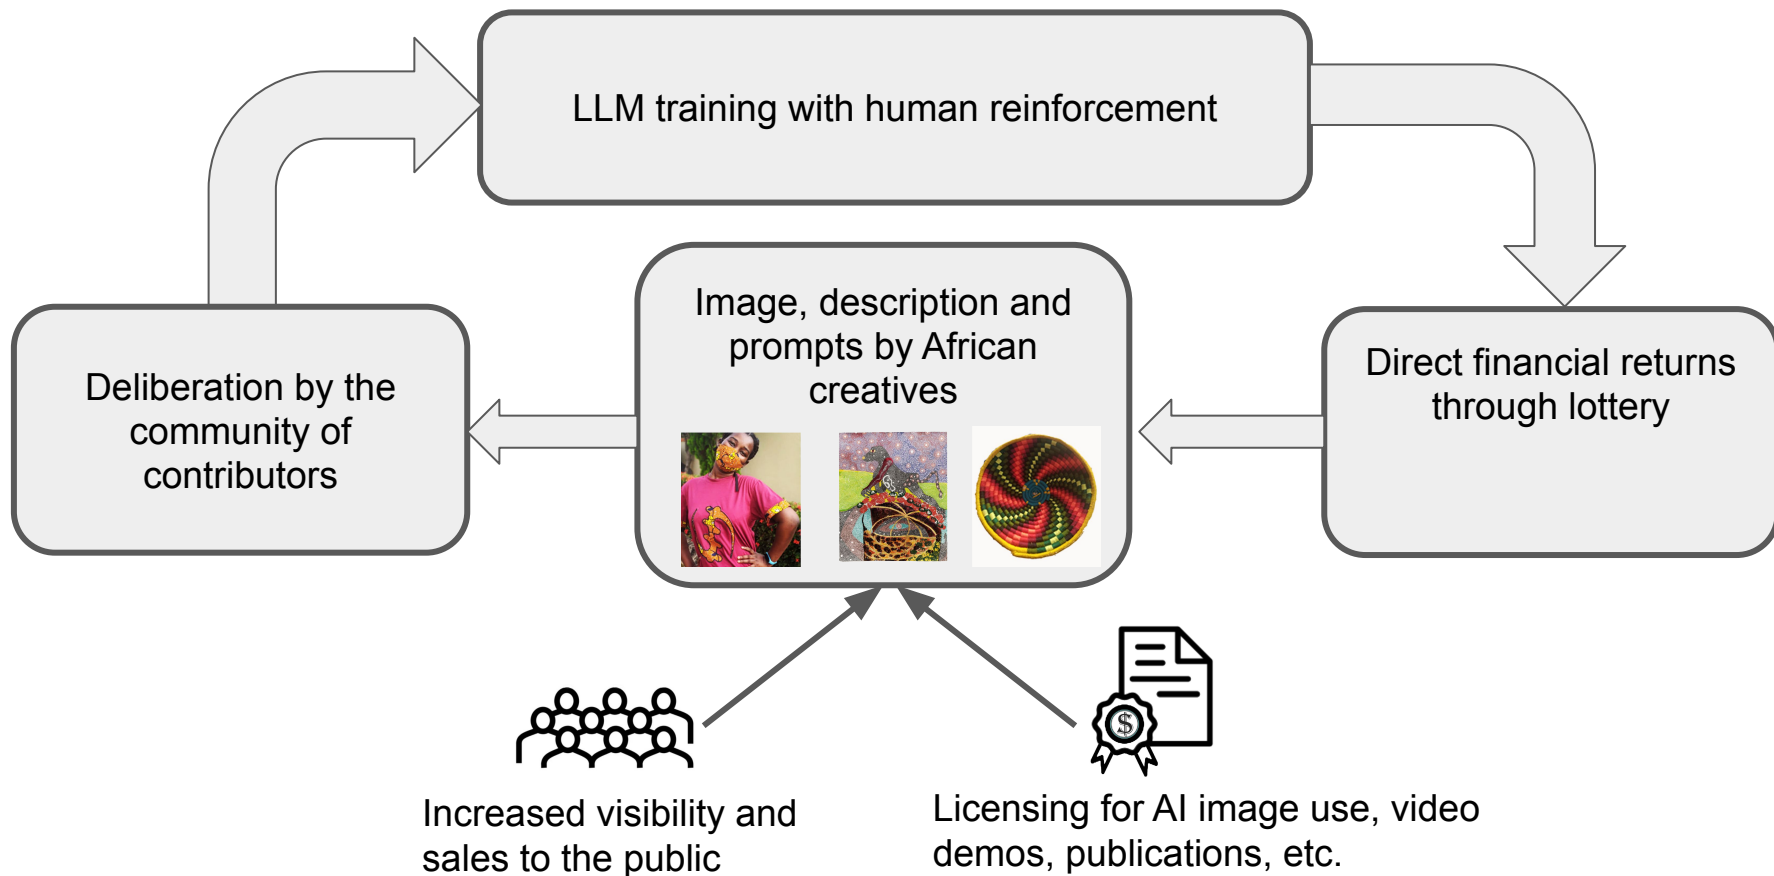 LLM training with human reinforcement
Image, description and
prompts by African
creatives
Deliberation by the
community of
contributors
Direct financial returns
through lottery
$
Increased visibility and
sales to the public
Licensing for AI image use, video
demos, publications, etc.